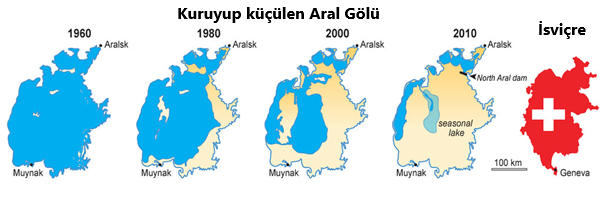 Kuruyup küçülen Aral Gölü
İsviçre
1960
Aralsk
Muynak
1980
Aralsk
Muynak
2000
Aralsk
Muynak
2010
Aralsk
North Aral dam
seasonal
lake
Muynak
100 km
Geneva